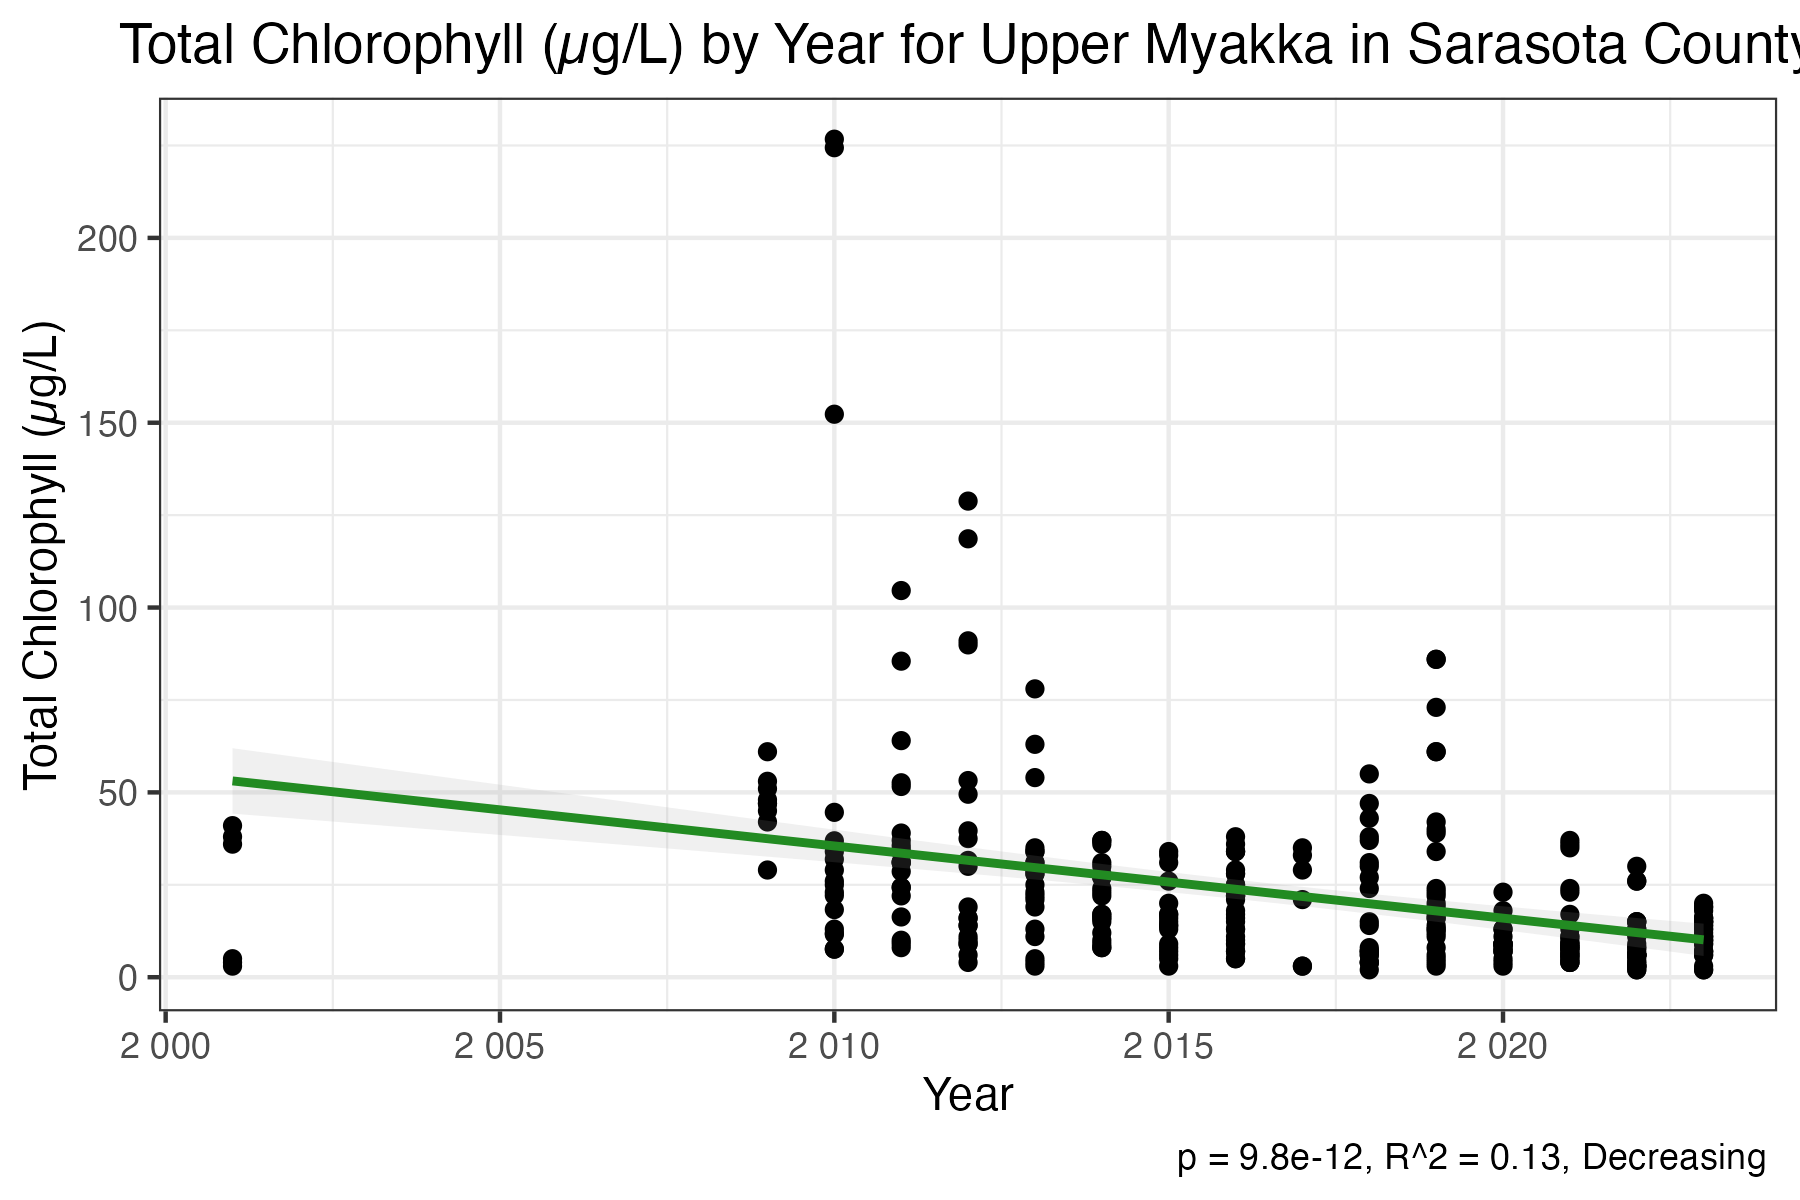 Total Chlorophyll (µg/L) by Year for Upper Myakka in Sarasota County
Total Chlorophyll (µg/L)
200
150
100
50
0
2 000 2 005 2 010 2 015 2 020
Year
p = 9.8e-12, R^2 = 0.13, Decreasing